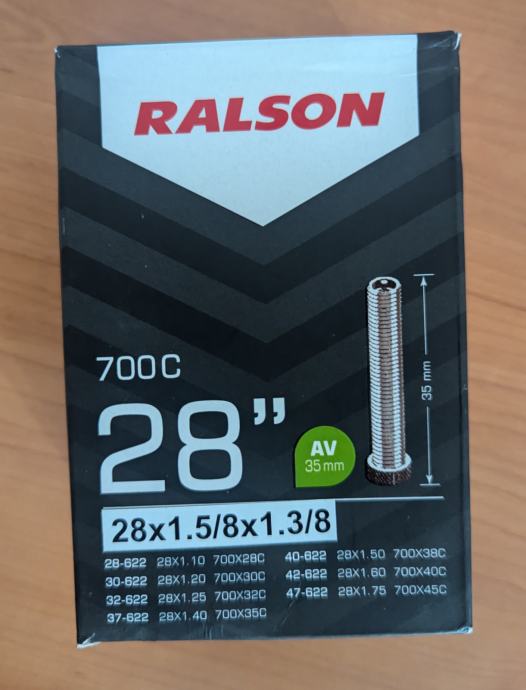 RALSON
700C
28"
AV
35 mm
35 mm
28x1.5/8x1.3/8
28-622 28X1.10 700X28C
30-622 28X1.20 700X30C
32-622 28X1.25 700X32C
37-622 28X1.40 700X35C
40-622 28X1.50 700X38C
42-622 28X1.60 700X40C
47-622 28X1.75 700X45C